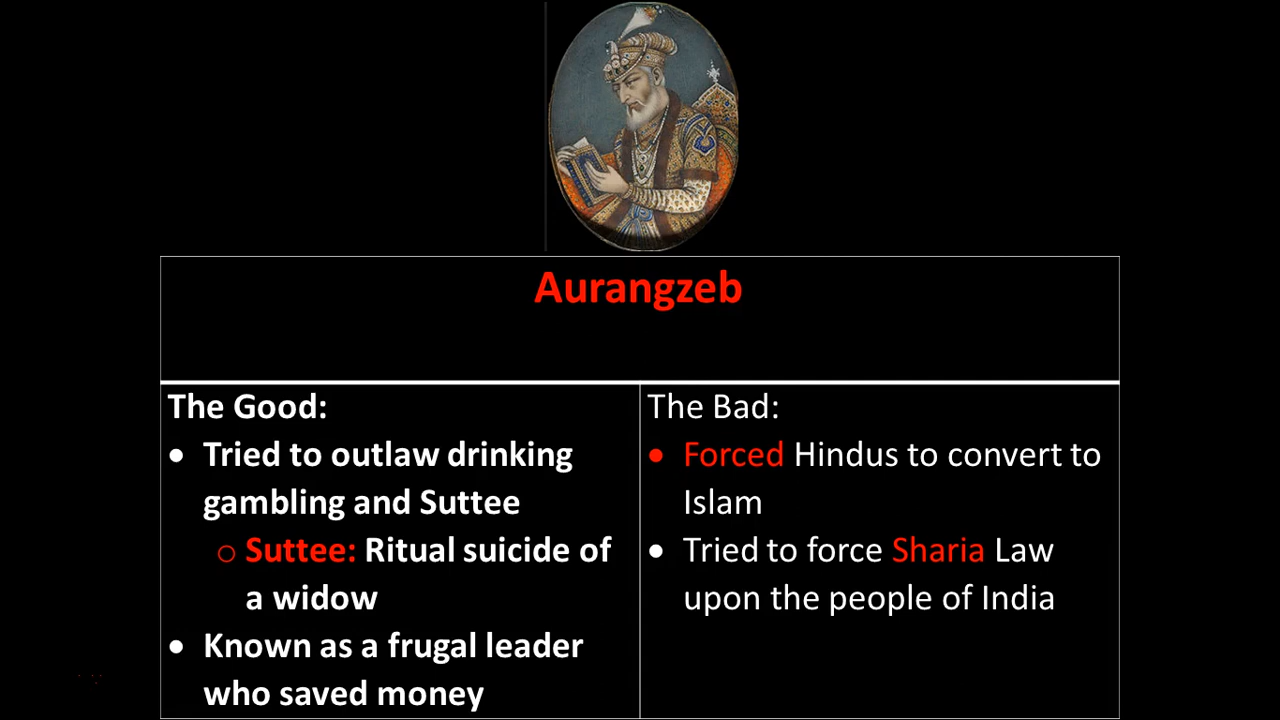 Aurangzeb
The Good:
• Tried to outlaw drinking
gambling and Suttee
o Suttee: Ritual suicide of
a widow
• Known as a frugal leader
who saved money
The Bad:
• Forced Hindus to convert to
Islam
• Tried to force Sharia Law
upon the people of India